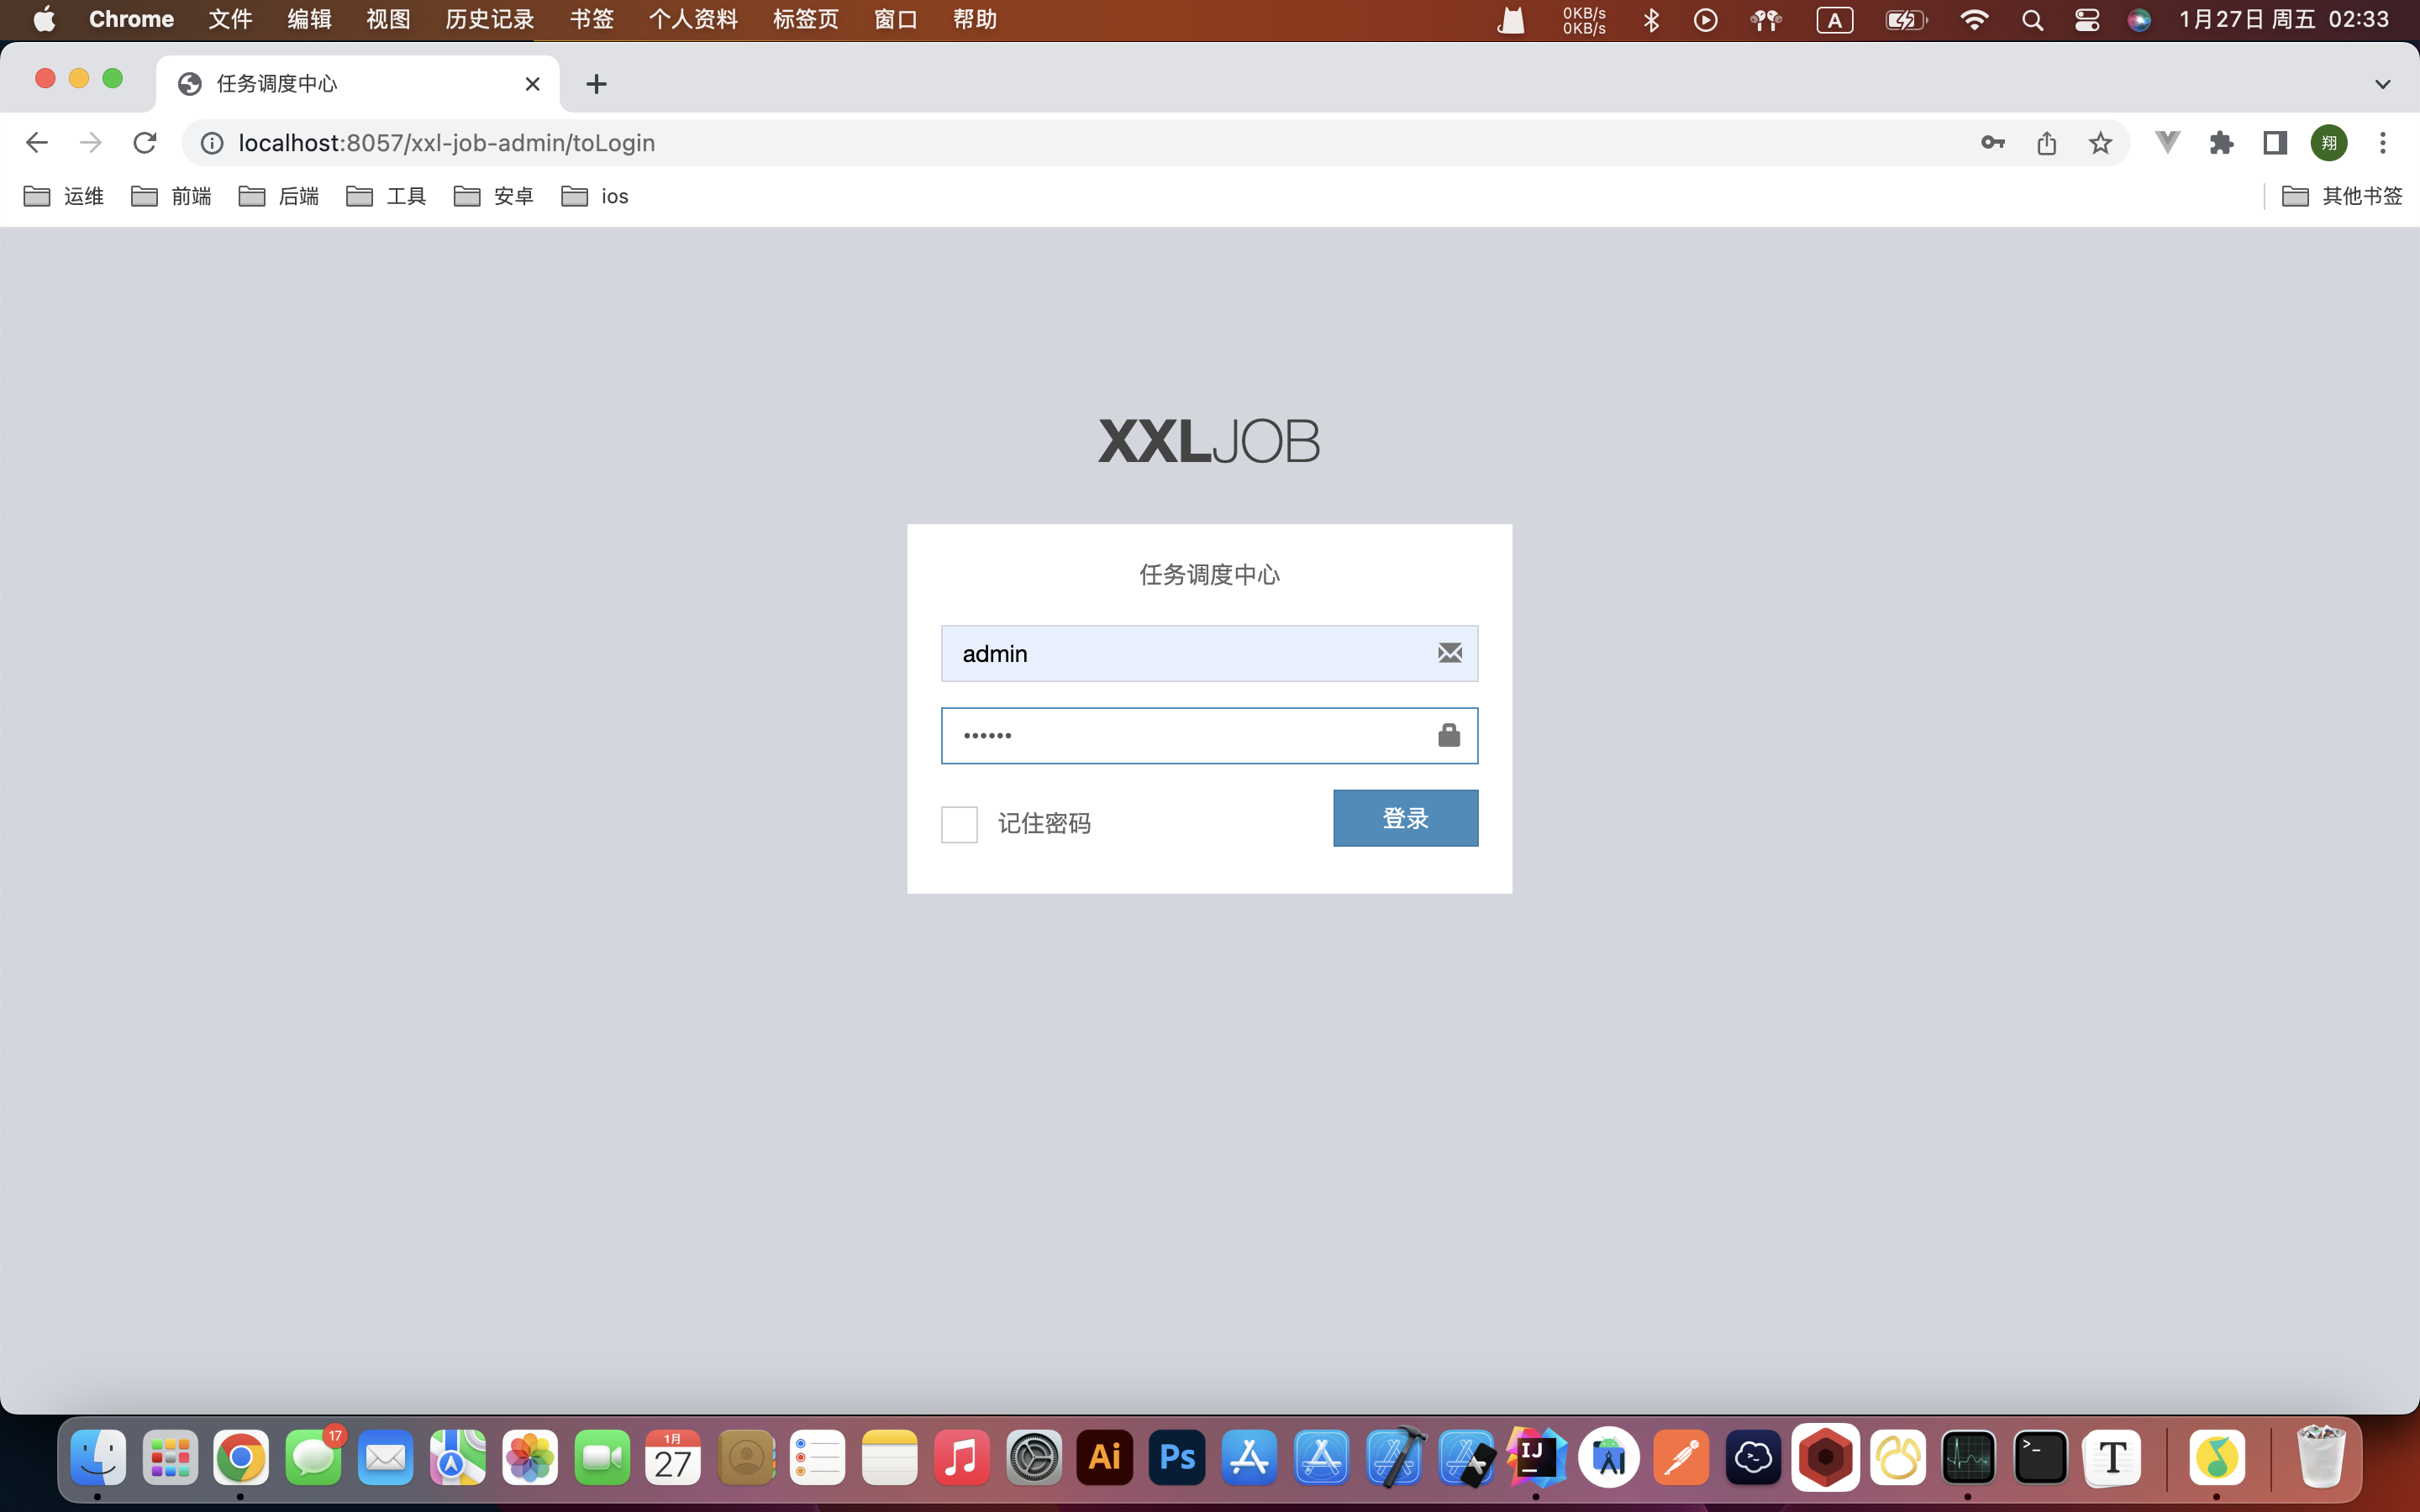 Chrome 文件 编辑 视图 历史记录 书签 个人资料 标签页 窗口 帮助 0KB/s 0KB/s A 1月27日 周五 02:33
任务调度中心
localhost:8057/xxl-job-admin/toLogin 翔
运维 前端 后端 工具 安卓 ios 其他书签
XXLJOB
任务调度中心
admin
••••••
记住密码 登录
17 1月 27 Ai Ps IJ >_ T